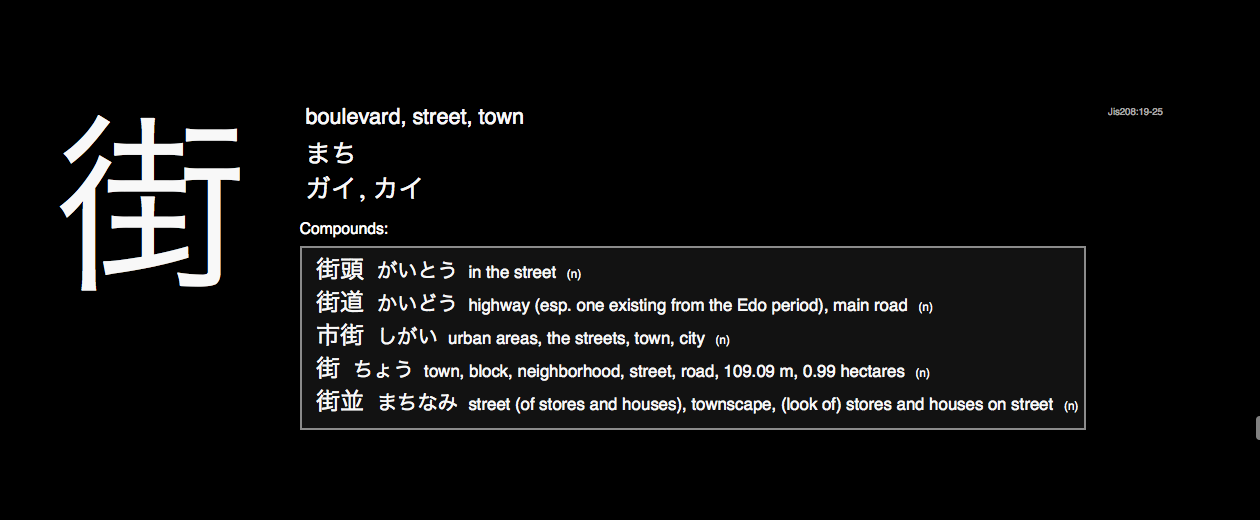 街
boulevard, street, town
Jis208:19-25
まち
ガイ, カイ
Compounds:
街頭 がいとう in the street (n)
街道 かいどう highway (esp. one existing from the Edo period), main road (n)
市街 しがい urban areas, the streets, town, city (n)
街 ちょう town, block, neighborhood, street, road, 109.09 m, 0.99 hectares (n)
街並 まちなみ street (of stores and houses), townscape, (look of) stores and houses on street (n)